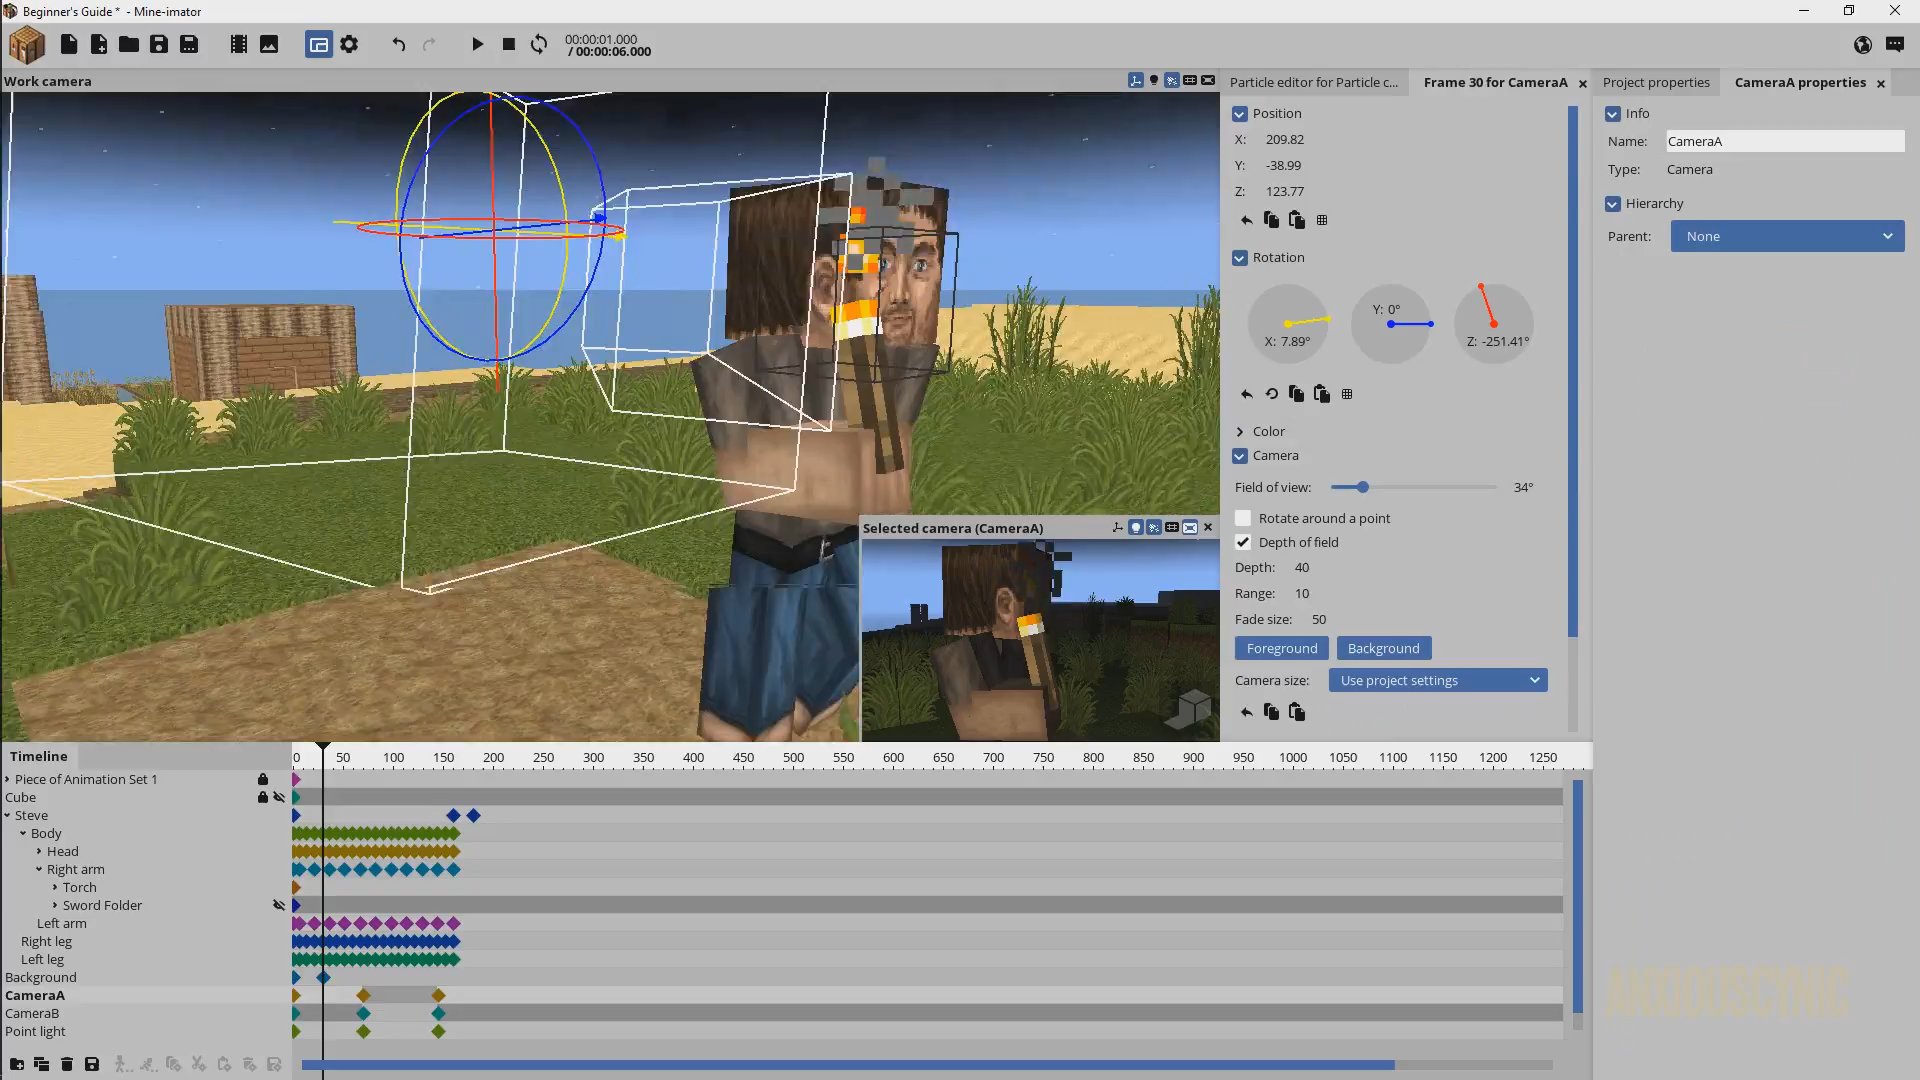 Beginner's Guide * - Mine-imator
00:00:01.000
/ 00:00:06.000
Work camera
Particle editor for Particle c...
Frame 30 for CameraA
Project properties
CameraA properties
Position
X: 209.82
Y: -38.99
Z: 123.77
Rotation
X: 7.89°
Y: 0°
Z: -251.41°
Color
Camera
Field of view: 34°
Rotate around a point
Depth of field
Depth: 40
Range: 10
Fade size: 50
Foreground Background
Camera size: Use project settings
Info
Name: CameraA
Type: Camera
Hierarchy
Parent: None
Selected camera (CameraA)
Timeline
0 50 100 150 200 250 300 350 400 450 500 550 600 650 700 750 800 850 900 950 1000 1050 1100 1150 1200 1250
Piece of Animation Set 1
Cube
Steve
Body
Head
Right arm
Torch
Sword Folder
Left arm
Right leg
Left leg
Background
CameraA
CameraB
Point light
ANXIOUSCYNIC